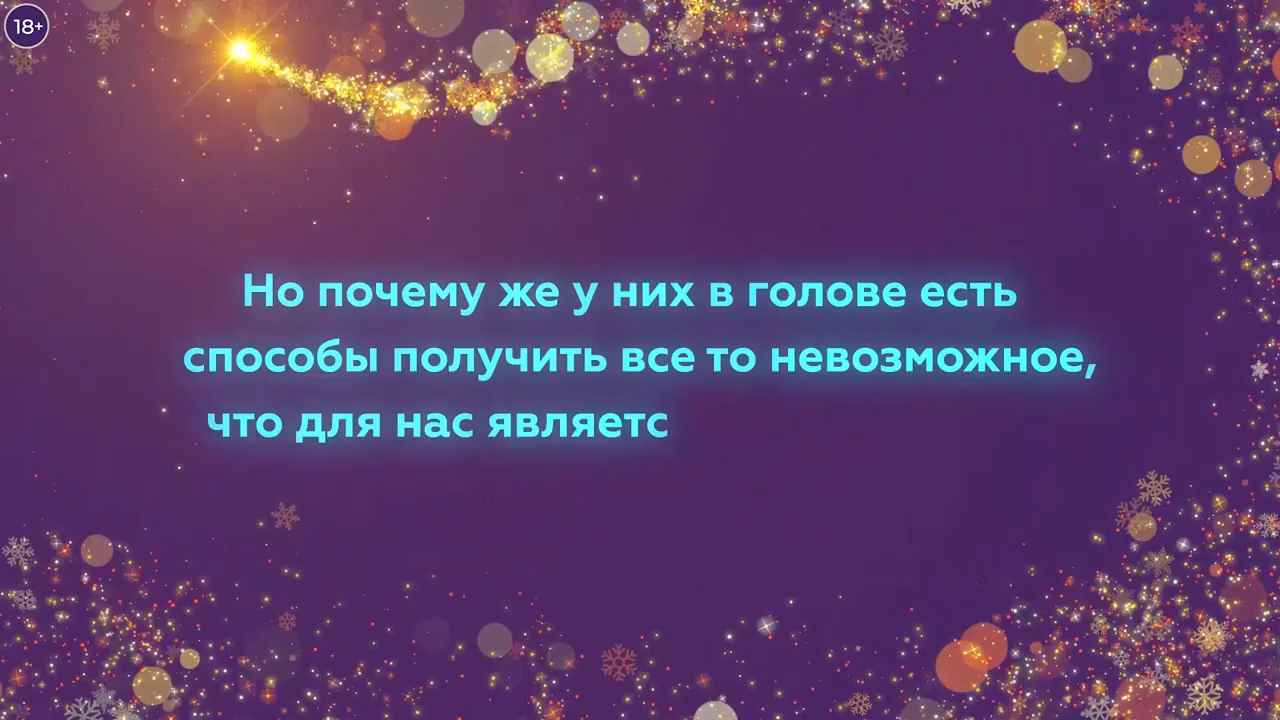 18+
Но почему же у них в голове есть
способы получить все то невозможное,
что для нас являетс